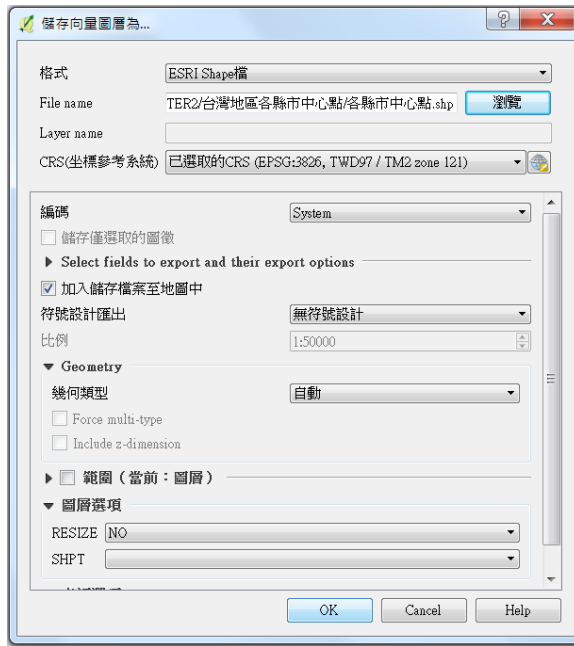 儲存向量圖層為...
格式 ESRI Shape檔
File name TER2/台灣地區各縣市中心點/各縣市中心點.shp 瀏覽
Layer name
CRS(坐標參考系統) 已選取的CRS (EPSG:3826, TWD97 / TM2 zone 121)
編碼 System
儲存僅選取的圖徵
Select fields to export and their export options
加入儲存檔案至地圖中
符號設計匯出 無符號設計
比例 1:50000
Geometry
幾何類型 自動
Force multi-type
Include z-dimension
範圍（當前：圖層）
圖層選項
RESIZE NO
SHPT
OK Cancel Help